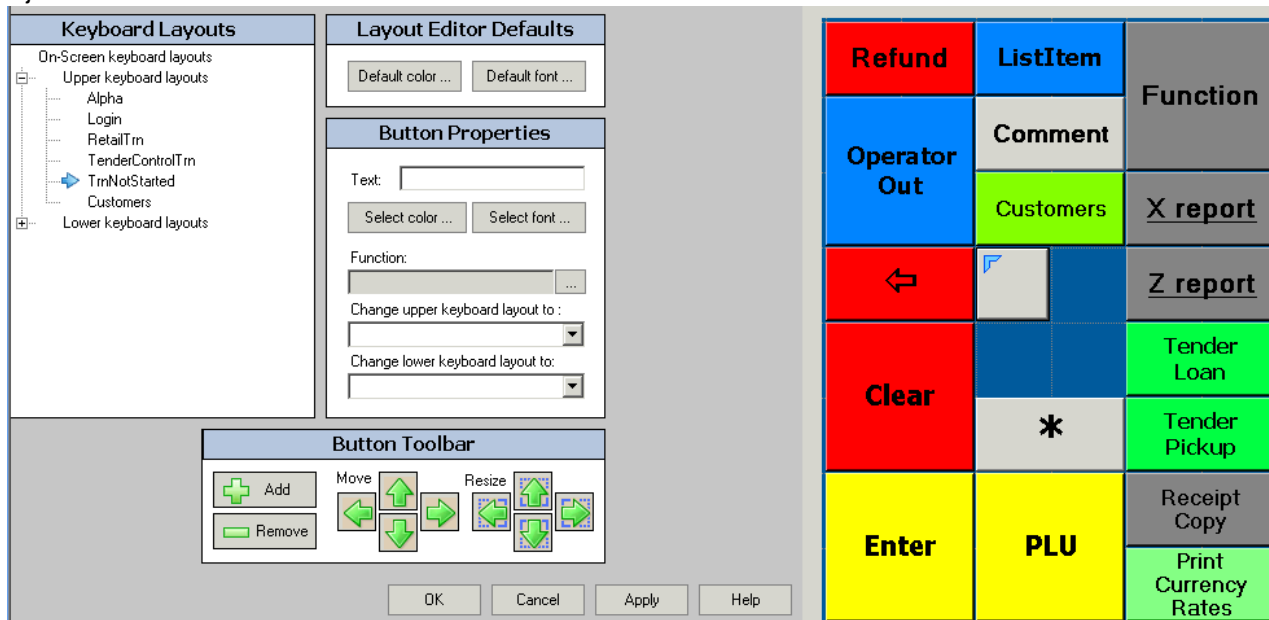 Keyboard Layouts
On-Screen keyboard layouts
Upper keyboard layouts
Alpha
Login
RetailTrn
TenderControlTrn
TrnNotStarted
Customers
Lower keyboard layouts
Layout Editor Defaults
Default color ...
Default font ...
Button Properties
Text:
Select color ...
Select font ...
Function:
...
Change upper keyboard layout to :
Change lower keyboard layout to:
Button Toolbar
Add
Remove
Move
Resize
OK
Cancel
Apply
Help
Refund
ListItem
Function
Operator
Out
Comment
Customers
X report
Z report
Clear
Tender
Loan
*
Tender
Pickup
Enter
PLU
Receipt
Copy
Print
Currency
Rates